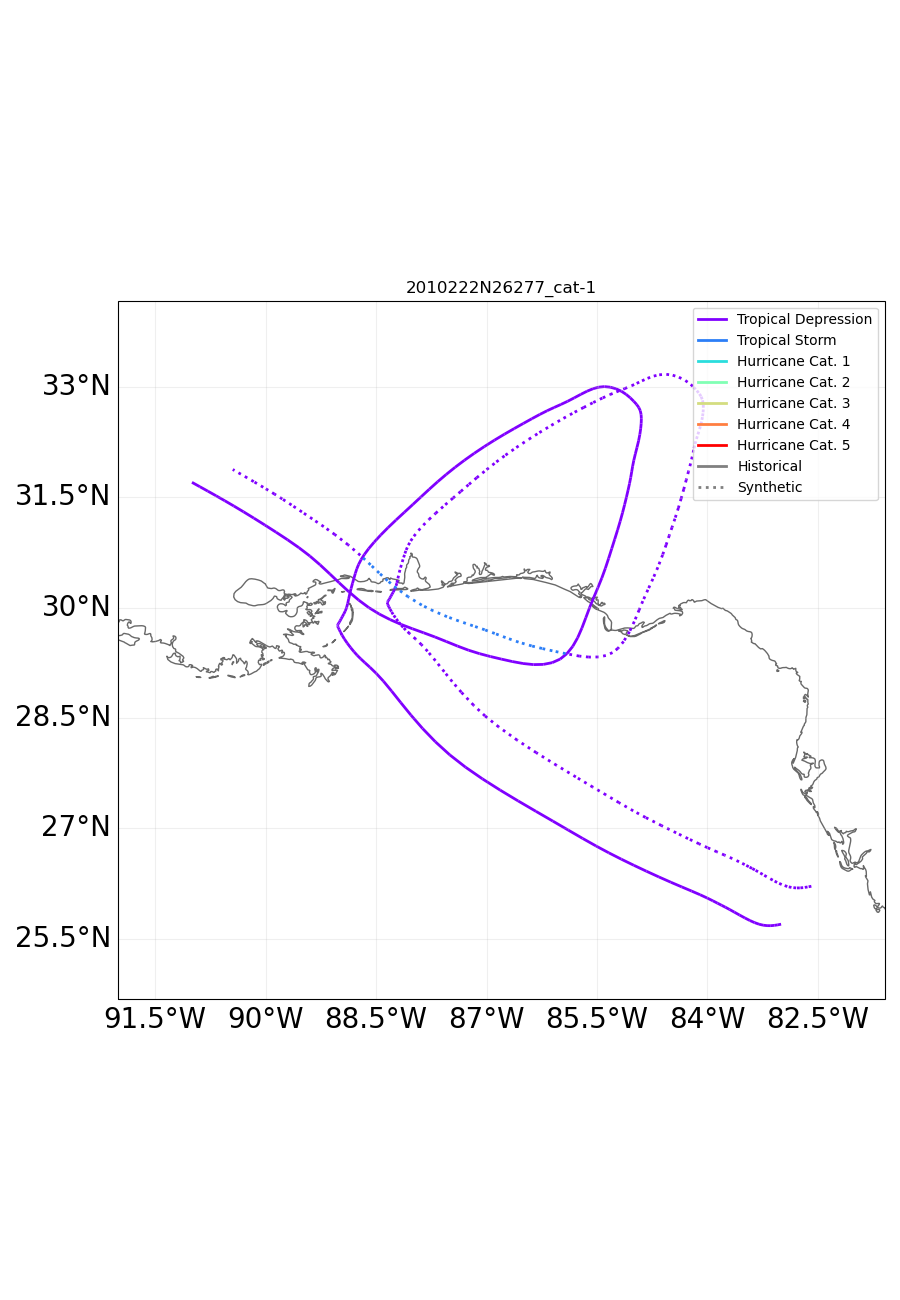 2010222N26277_cat-1
Tropical Depression
Tropical Storm
Hurricane Cat. 1
Hurricane Cat. 2
Hurricane Cat. 3
Hurricane Cat. 4
Hurricane Cat. 5
Historical
Synthetic
33°N
31.5°N
30°N
28.5°N
27°N
25.5°N
91.5°W 90°W 88.5°W 87°W 85.5°W 84°W 82.5°W